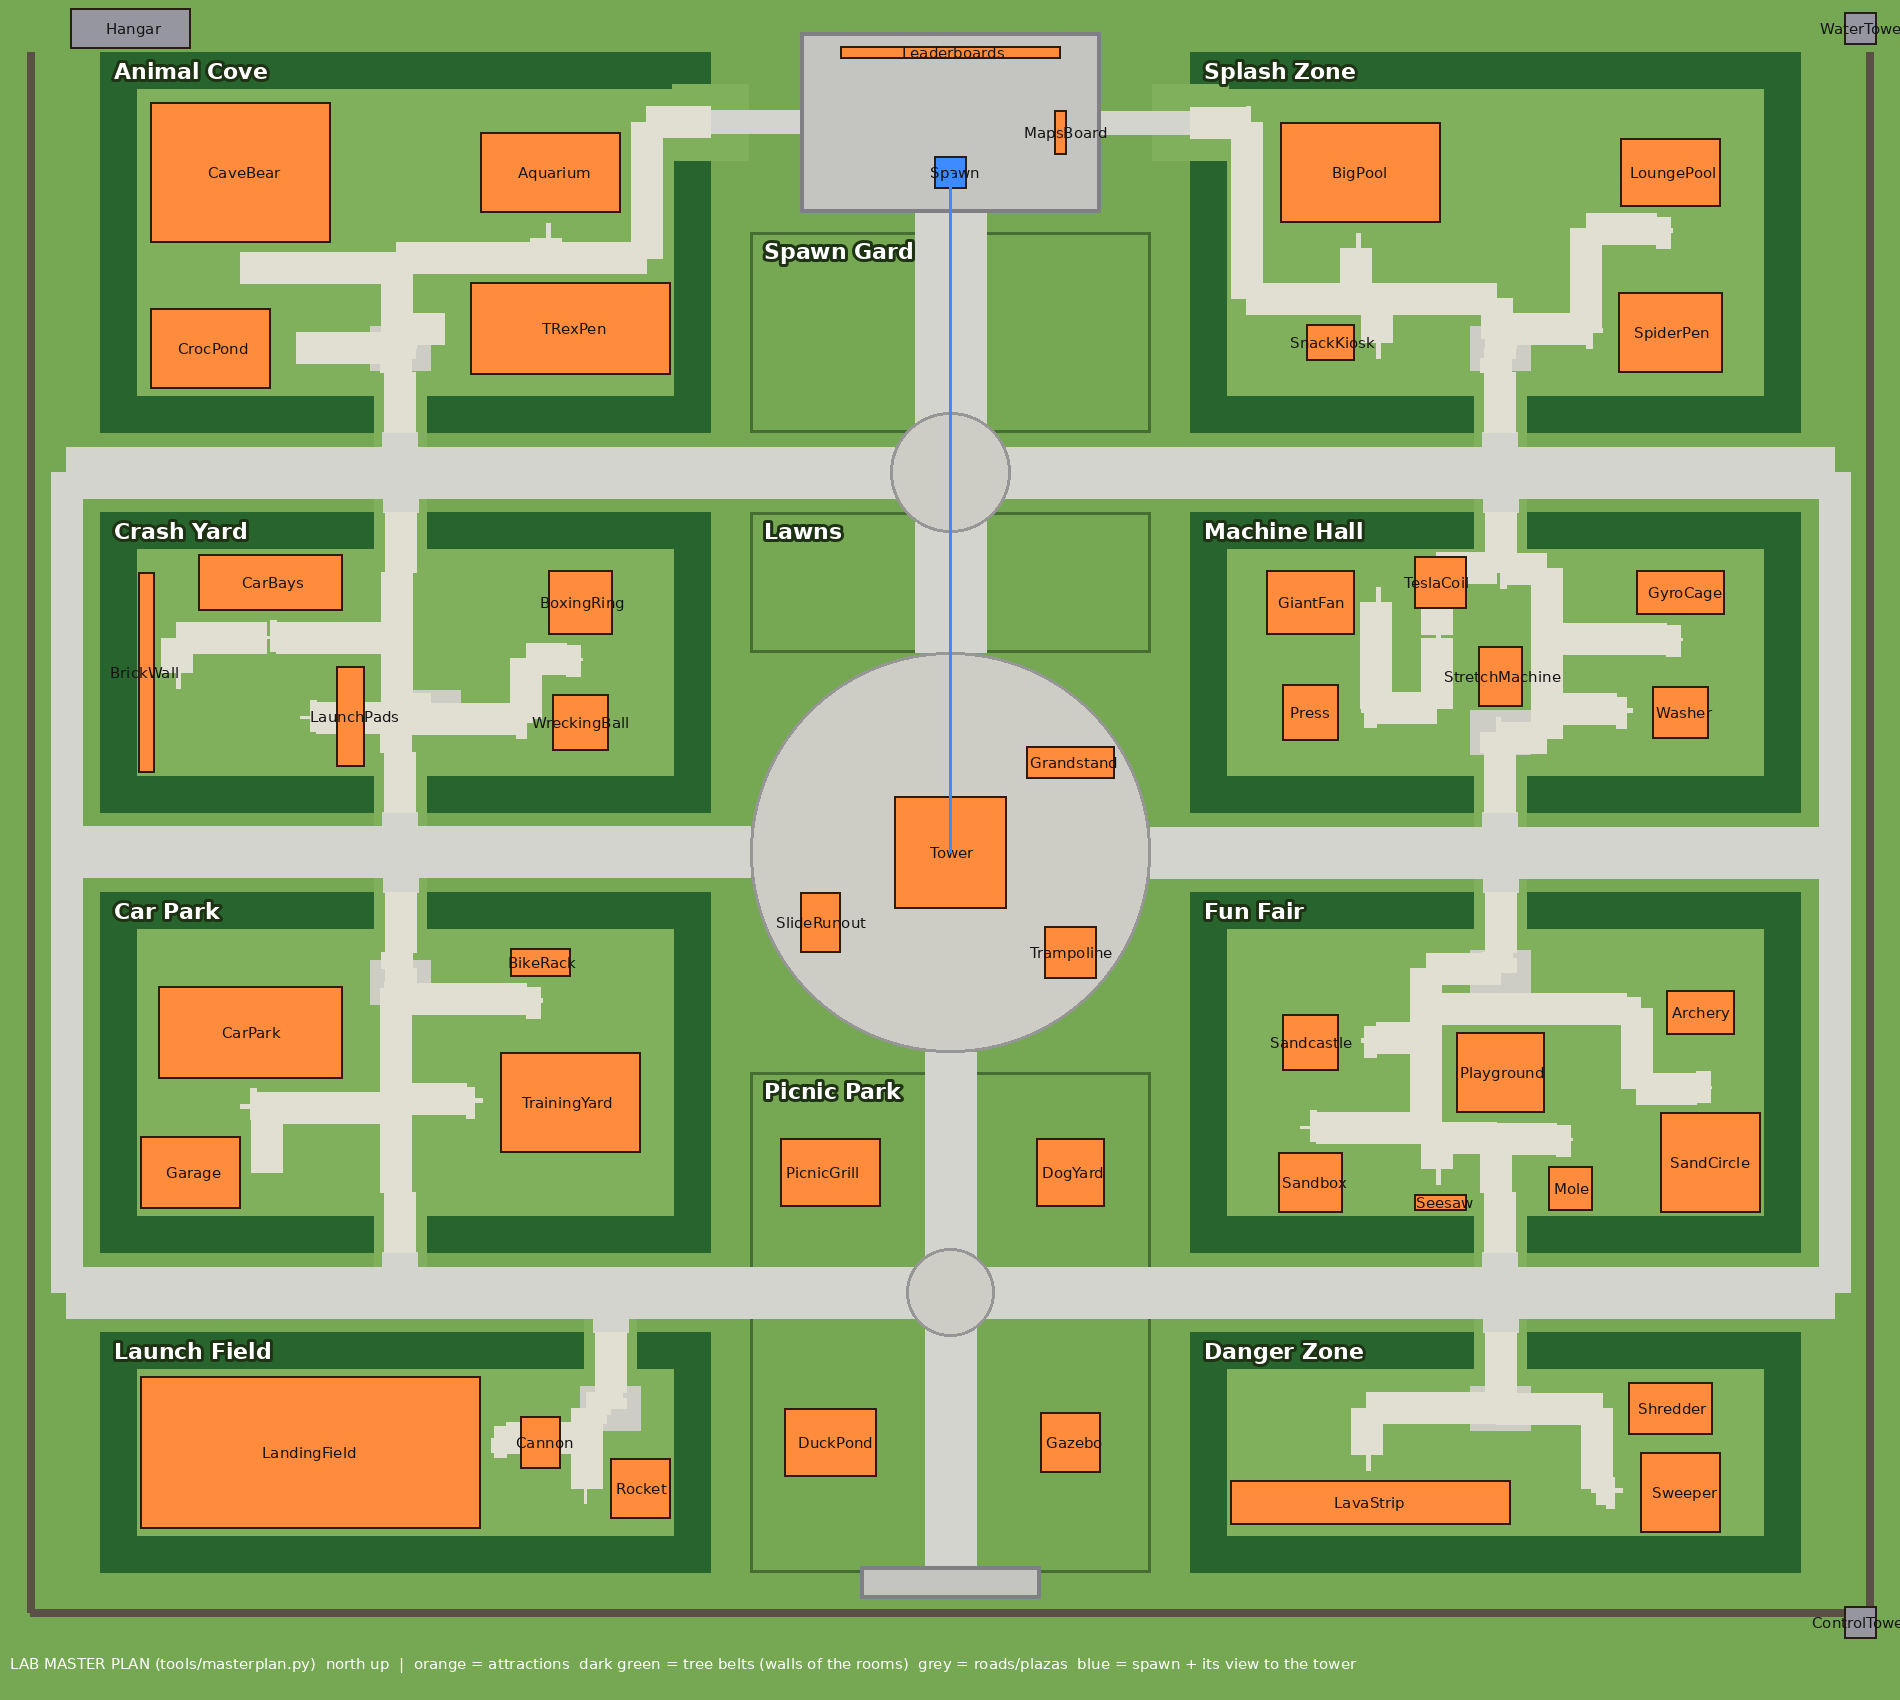 Hangar
WaterTowe
Leaderboards
Animal Cove
Splash Zone
MapsBoard
CaveBear
Aquarium
Spawn
BigPool
LoungePool
Spawn Gard
CrocPond
TRexPen
SnackKiosk
SpiderPen
Crash Yard
Lawns
Machine Hall
CarBays
BoxingRing
GiantFan
TeslaCoil
GyroCage
BrickWall
LaunchPads
WreckingBall
StretchMachine
Press
Washer
Grandstand
Tower
Car Park
SlideRunout
Trampoline
Fun Fair
BikeRack
CarPark
Sandcastle
Archery
Playground
TrainingYard
Picnic Park
Garage
PicnicGrill
DogYard
Sandbox
Seesaw
Mole
SandCircle
Launch Field
Danger Zone
LandingField
Cannon
Rocket
DuckPond
Gazebo
Shredder
LavaStrip
Sweeper
ControlTowe
LAB MASTER PLAN (tools/masterplan.py)  north up  |  orange = attractions  dark green = tree belts (walls of the rooms)  grey = roads/plazas  blue = spawn + its view to the tower